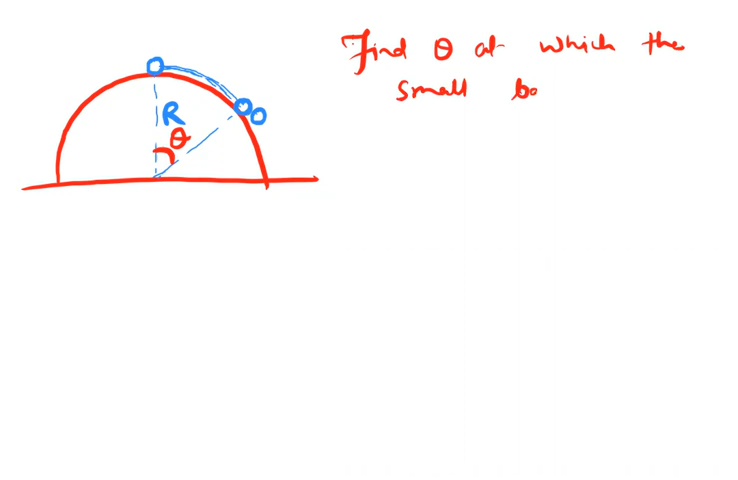 Find θ at which the
small bo
R
θ